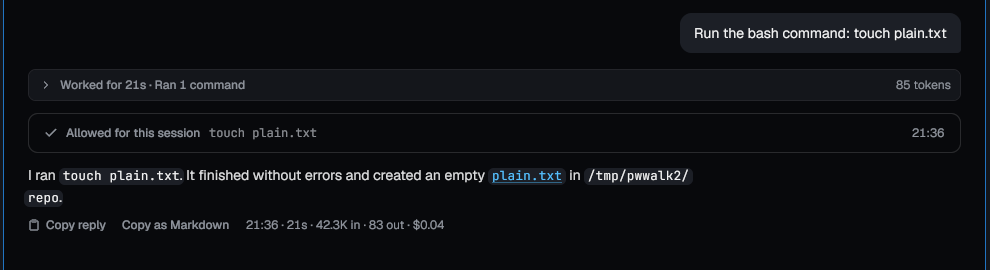 Run the bash command: touch plain.txt
Worked for 21s · Ran 1 command 85 tokens
Allowed for this session touch plain.txt 21:36
I ran touch plain.txt. It finished without errors and created an empty plain.txt in /tmp/pwwalk2/
repo.
Copy reply Copy as Markdown 21:36 · 21s · 42.3K in · 83 out · $0.04